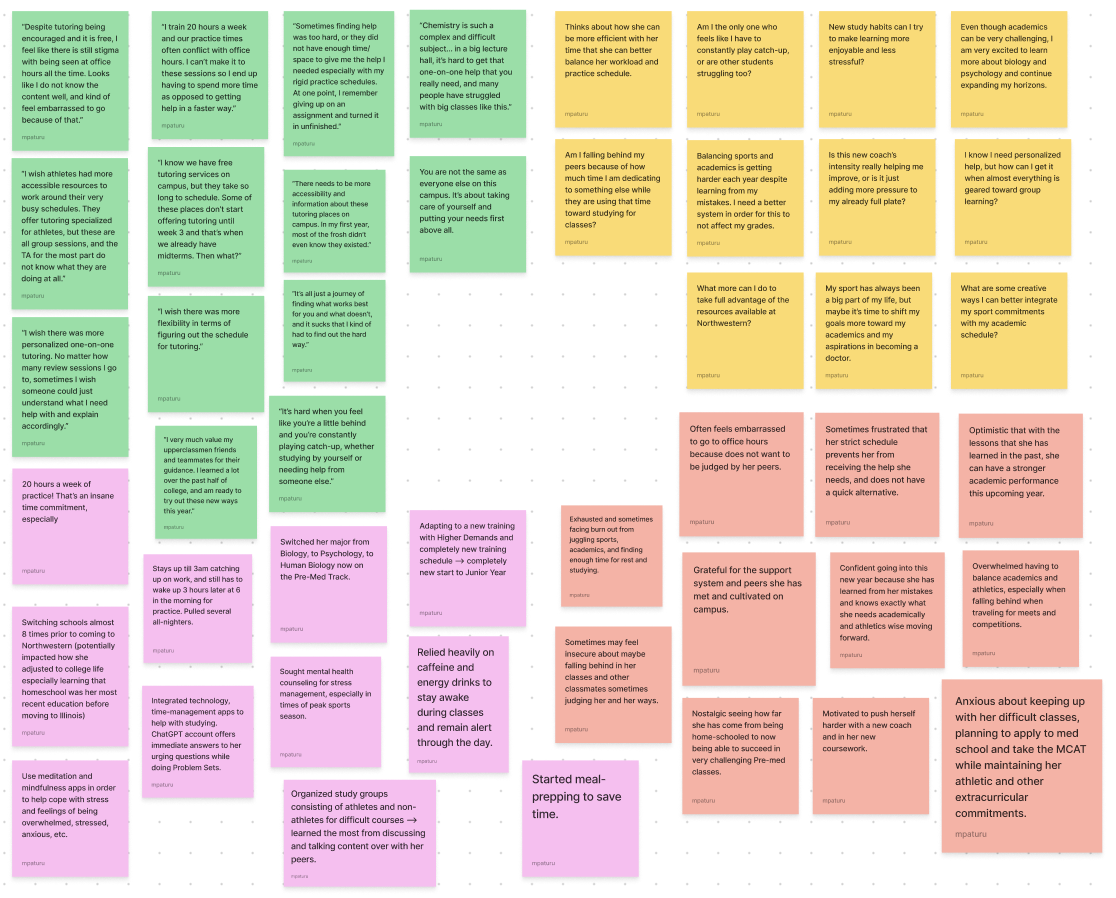 "Despite tutoring being
encouraged and it is free, I
feel like there is still stigma
with being seen at office
hours all the time. Looks
like I do not know the
content well, and kind of
feel embarrassed to go
because of that."
mpaturu
"I train 20 hours a week
and our practice times
often conflict with office
hours. I can't make it to
these sessions so I end up
having to spend more time
as opposed to getting
help in a faster way."
mpaturu
"Sometimes finding help
was too hard, or they did
not have enough time/
space to give me the help I
needed especially with my
rigid practice schedules.
At one point, I remember
giving up on an
assignment and turned it
in unfinished."
mpaturu
"Chemistry is such a
complex and difficult
subject... in a big lecture
hall, it's hard to get that
one-on-one help that you
really need, and many
people have struggled
with big classes like this."
mpaturu
"I wish athletes had more
accessible resources to
work around their very
busy schedules. They
offer tutoring specialized
for athletes, but these are
all group sessions, and the
TA for the most part do
not know what they are
doing at all."
mpaturu
"I know we have free
tutoring services on
campus, but they take so
long to schedule. Some of
these places don't start
offering tutoring until
week 3 and that's when
we already have
midterms. Then what?"
mpaturu
"There needs to be more
accessibility and
information about these
tutoring places on
campus. In my first year,
most of the frosh didn't
even know they existed."
mpaturu
You are not the same as
everyone else on this
campus. It's about taking
care of yourself and
putting your needs first
above all.
mpaturu
"I wish there was more
personalized one-on-one
tutoring. No matter how
many review sessions I go
to, sometimes I wish
someone could just
understand what I need
help with and explain
accordingly."
mpaturu
"I wish there was more
flexibility in terms of
figuring out the schedule
for tutoring."
mpaturu
"It's all just a journey of
finding what works best
for you and what doesn't,
and it sucks that I kind of
had to find out the hard
way."
mpaturu
"I very much value my
upperclassmen friends
and teammates for their
guidance. I learned a lot
over the past half of
college, and am ready to
try out these new ways
this year."
mpaturu
"It's hard when you feel
like you're a little behind
and you're constantly
playing catch-up, whether
studying by yourself or
needing help from
someone else."
mpaturu
Thinks about how she can
be more efficient with her
time that she can better
balance her workload and
practice schedule.
mpaturu
Am I the only one who
feels like I have to
constantly play catch-up,
or are other students
struggling too?
mpaturu
New study habits can I try
to make learning more
enjoyable and less
stressful?
mpaturu
Even though academics
can be very challenging, I
am very excited to learn
more about biology and
psychology and continue
expanding my horizons.
mpaturu
Am I falling behind my
peers because of how
much time I am dedicating
to something else while
they are using that time
toward studying for
classes?
mpaturu
Balancing sports and
academics is getting
harder each year despite
learning from my
mistakes. I need a better
system in order for this to
not affect my grades.
mpaturu
Is this new coach's
intensity really helping me
improve, or is it just
adding more pressure to
my already full plate?
mpaturu
I know I need personalized
help, but how can I get it
when almost everything is
geared toward group
learning?
mpaturu
What more can I do to
take full advantage of the
resources available at
Northwestern?
mpaturu
My sport has always been
a big part of my life, but
maybe it's time to shift my
goals more toward my
academics and my
aspirations in becoming a
doctor.
mpaturu
What are some creative
ways I can better integrate
my sport commitments
with my academic
schedule?
mpaturu
20 hours a week of
practice! That's an insane
time commitment,
especially
mpaturu
Stays up till 3am catching
up on work, and still has to
wake up 3 hours later at 6
in the morning for
practice. Pulled several
all-nighters.
mpaturu
Switched her major from
Biology, to Psychology, to
Human Biology now on
the Pre-Med Track.
mpaturu
Adapting to a new training
with Higher Demands and
completely new training
schedule --> completely
new start to Junior Year
mpaturu
Switching schools almost
8 times prior to coming to
Northwestern (potentially
impacted how she
adjusted to college life
especially learning that
homeschool was her most
recent education before
moving to Illinois)
mpaturu
Integrated technology,
time-management apps to
help with studying.
ChatGPT account offers
immediate answers to her
urging questions while
doing Problem Sets.
mpaturu
Sought mental health
counseling for stress
management, especially in
times of peak sports
season.
mpaturu
Relied heavily on
caffeine and
energy drinks to
stay awake
during classes
and remain alert
through the day.
mpaturu
Use meditation and
mindfulness apps in order
to help cope with stress
and feelings of being
overwhelmed, stressed,
anxious, etc.
mpaturu
Organized study groups
consisting of athletes and non-
athletes for difficult courses -->
learned the most from discussing
and talking content over with her
peers.
mpaturu
Started meal-
prepping to save
time.
mpaturu
Often feels embarrassed
to go to office hours
because does not want to
be judged by her peers.
mpaturu
Sometimes frustrated that
her strict schedule
prevents her from
receiving the help she
needs, and does not have
a quick alternative.
mpaturu
Optimistic that with the
lessons that she has
learned in the past, she
can have a stronger
academic performance
this upcoming year.
mpaturu
Exhausted and sometimes
facing burn out from
juggling sports,
academics, and finding
enough time for rest and
studying.
mpaturu
Grateful for the support
system and peers she has
met and cultivated on
campus.
mpaturu
Confident going into this
new year because she has
learned from her mistakes
and knows exactly what
she needs academically
and athletics wise moving
forward.
mpaturu
Overwhelmed having to
balance academics and
athletics, especially when
falling behind when
traveling for meets and
competitions.
mpaturu
Sometimes may feel
insecure about maybe
falling behind in her
classes and other
classmates sometimes
judging her and her ways.
mpaturu
Nostalgic seeing how far
she has come from being
home-schooled to now
being able to succeed in
very challenging Pre-med
classes.
mpaturu
Motivated to push herself
harder with a new coach
and in her new
coursework.
mpaturu
Anxious about keeping up
with her difficult classes,
planning to apply to med
school and take the MCAT
while maintaining her
athletic and other
extracurricular
commitments.
mpaturu